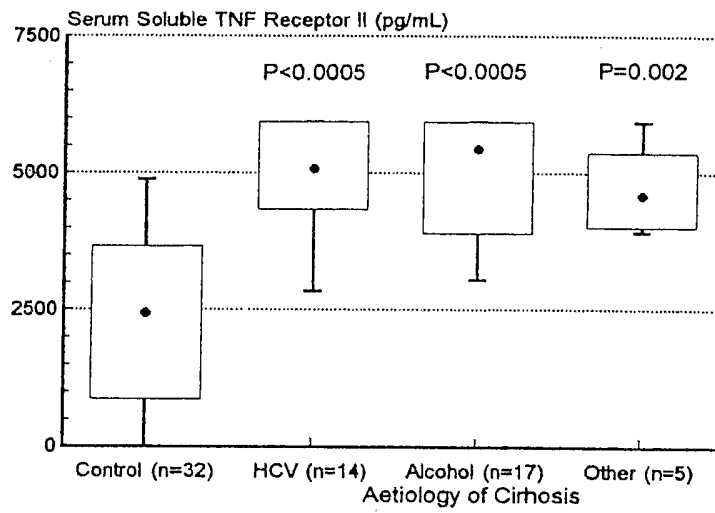 Serum Soluble TNF Receptor II (pg/mL)
7500
P<0.0005 P<0.0005 P=0.002
5000
2500
0
Control (n=32) HCV (n=14) Alcohol (n=17) Other (n=5)
Aetiology of Cirrhosis